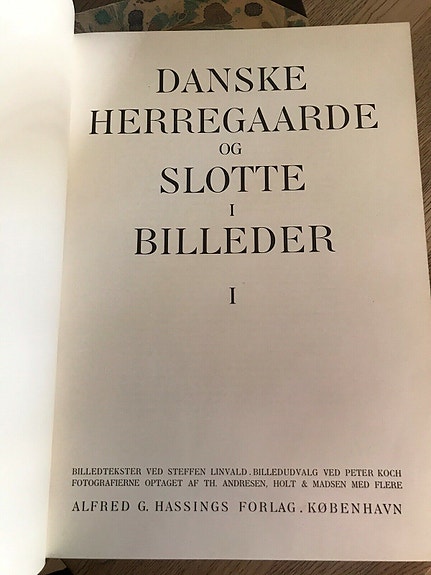 DANSKE
HERREGAARDE
OG
SLOTTE
I
BILLEDER
I
BILLEDTEKSTER VED STEFFEN LINVALD . BILLEDUDVALG VED PETER KOCH
FOTOGRAFIERNE OPTAGET AF TH. ANDRESEN, HOLT & MADSEN MED FLERE
ALFRED G. HASSINGS FORLAG . KØBENHAVN